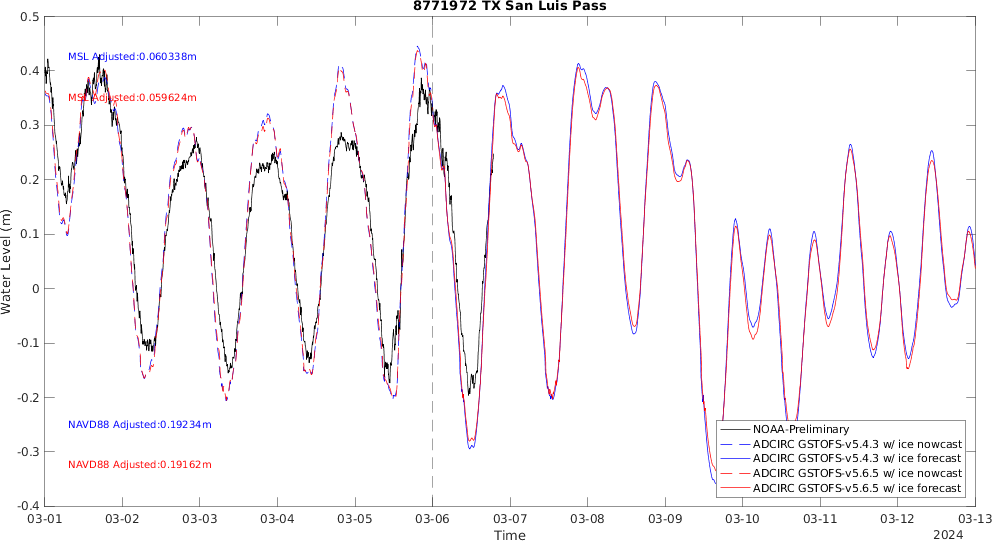 8771972 TX San Luis Pass
0.5
0.4
0.3
0.2
0.1
0
-0.1
-0.2
-0.3
-0.4
Water Level (m)
MSL Adjusted:0.060338m
MSL Adjusted:0.059624m
NAVD88 Adjusted:0.19234m
NAVD88 Adjusted:0.19162m
NOAA-Preliminary
ADCIRC GSTOFS-v5.4.3 w/ ice nowcast
ADCIRC GSTOFS-v5.4.3 w/ ice forecast
ADCIRC GSTOFS-v5.6.5 w/ ice nowcast
ADCIRC GSTOFS-v5.6.5 w/ ice forecast
03-01 03-02 03-03 03-04 03-05 03-06 03-07 03-08 03-09 03-10 03-11 03-12 03-13
Time
2024